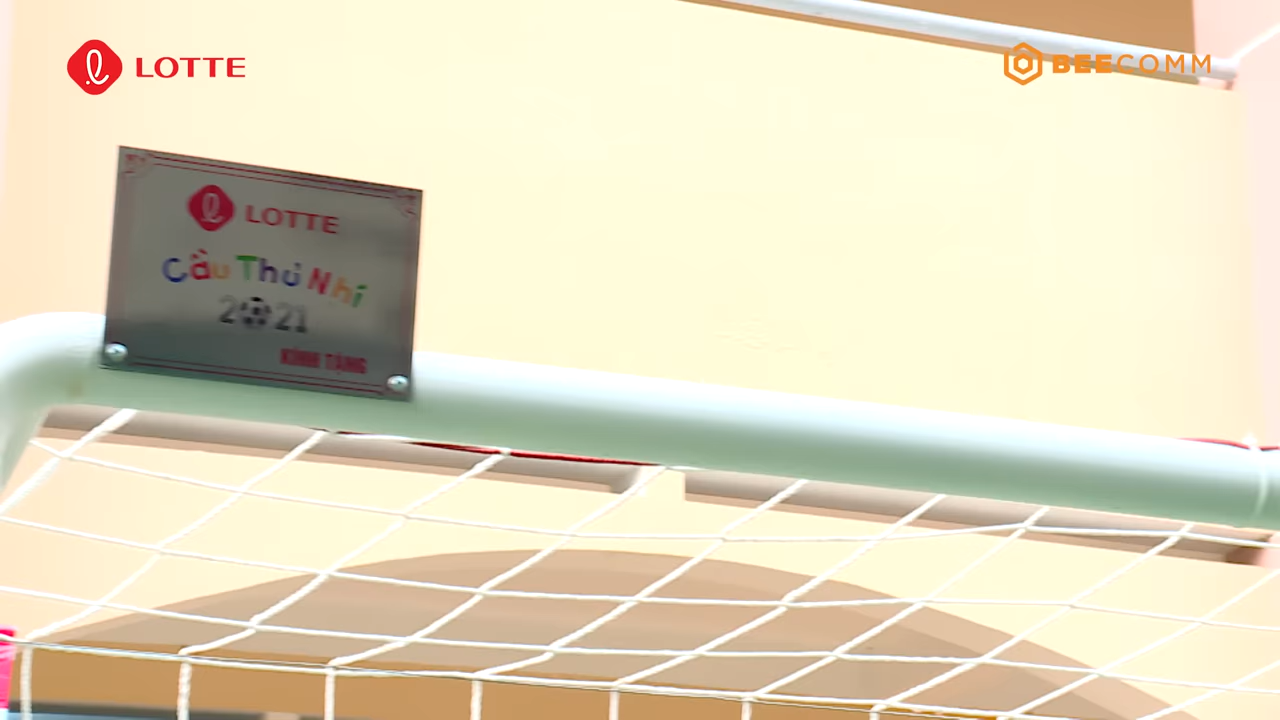 LOTTE
BEECOMM
LOTTE
Cầu Thủ Nhí
2021
KÍNH TẶNG